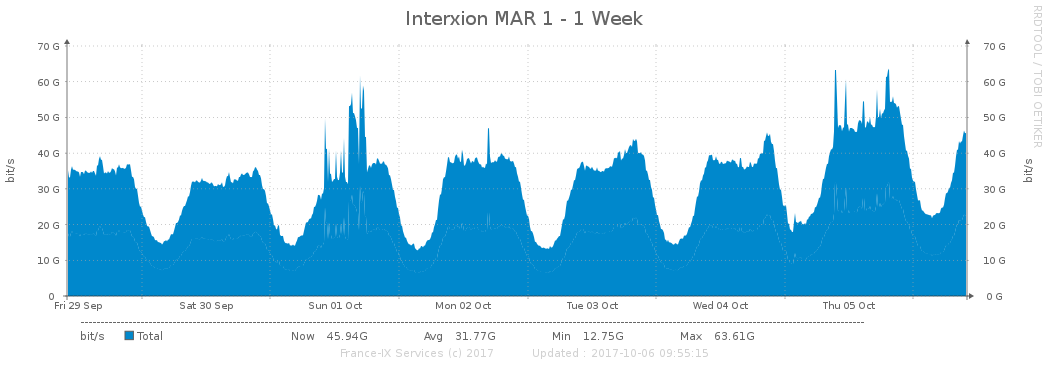 Interxion MAR 1 - 1 Week
RRDTOOL / TOBI OETIKER
bit/s
70 G
60 G
50 G
40 G
30 G
20 G
10 G
0
70 G
60 G
50 G
40 G
30 G
20 G
10 G
0 G
bit/s
Fri 29 Sep Sat 30 Sep Sun 01 Oct Mon 02 Oct Tue 03 Oct Wed 04 Oct Thu 05 Oct
bit/s Total Now 45.94G Avg 31.77G Min 12.75G Max 63.61G
France-IX Services (c) 2017 Updated : 2017-10-06 09:55:15